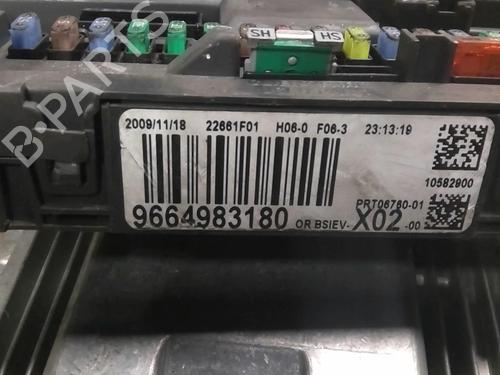 SH HS
2009/11/18 22661F01 H06-0 F06-3 23:13:19
10582900
PRT06760-01
9664983180 OR BSIEV- X02 -00
B-PARTS